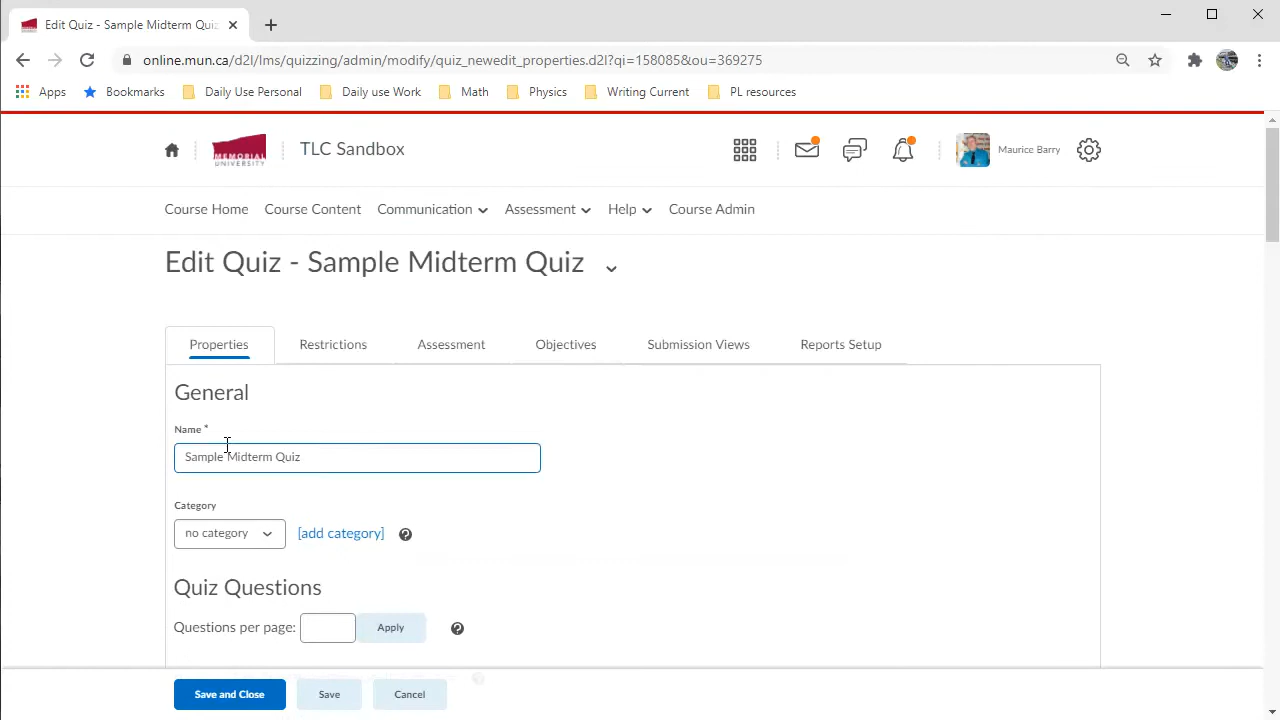 Edit Quiz - Sample Midterm Quiz
online.mun.ca/d2l/lms/quizzing/admin/modify/quiz_newedit_properties.d2l?qi=158085&ou=369275
Apps Bookmarks Daily Use Personal Daily use Work Math Physics Writing Current PL resources
MEMORIAL
UNIVERSITY
TLC Sandbox
Maurice Barry
Course Home Course Content Communication Assessment Help Course Admin
Edit Quiz - Sample Midterm Quiz
Properties Restrictions Assessment Objectives Submission Views Reports Setup
General
Name *
Sample Midterm Quiz
Category
no category [add category]
Quiz Questions
Questions per page: Apply
Save and Close Save Cancel